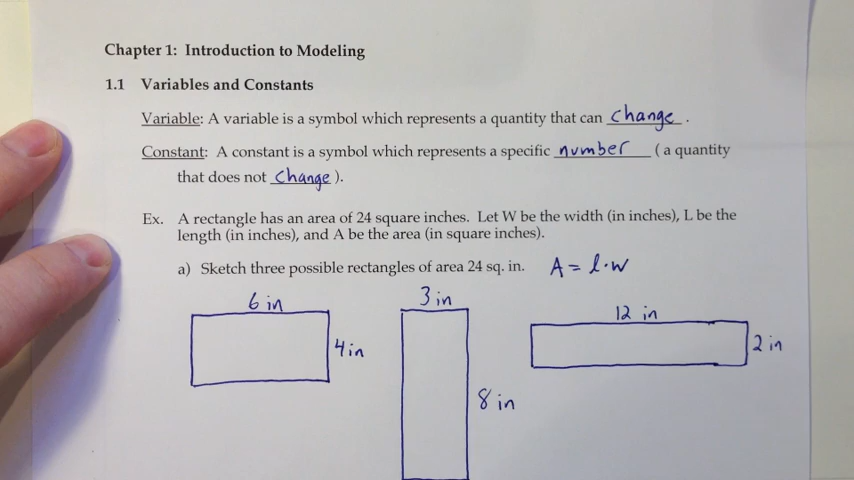 Chapter 1: Introduction to Modeling
1.1 Variables and Constants
Variable: A variable is a symbol which represents a quantity that can change.
Constant: A constant is a symbol which represents a specific number (a quantity
that does not change).
Ex. A rectangle has an area of 24 square inches. Let W be the width (in inches), L be the
length (in inches), and A be the area (in square inches).
a) Sketch three possible rectangles of area 24 sq. in. A = l·w
6 in
4 in
3 in
8 in
12 in
2 in